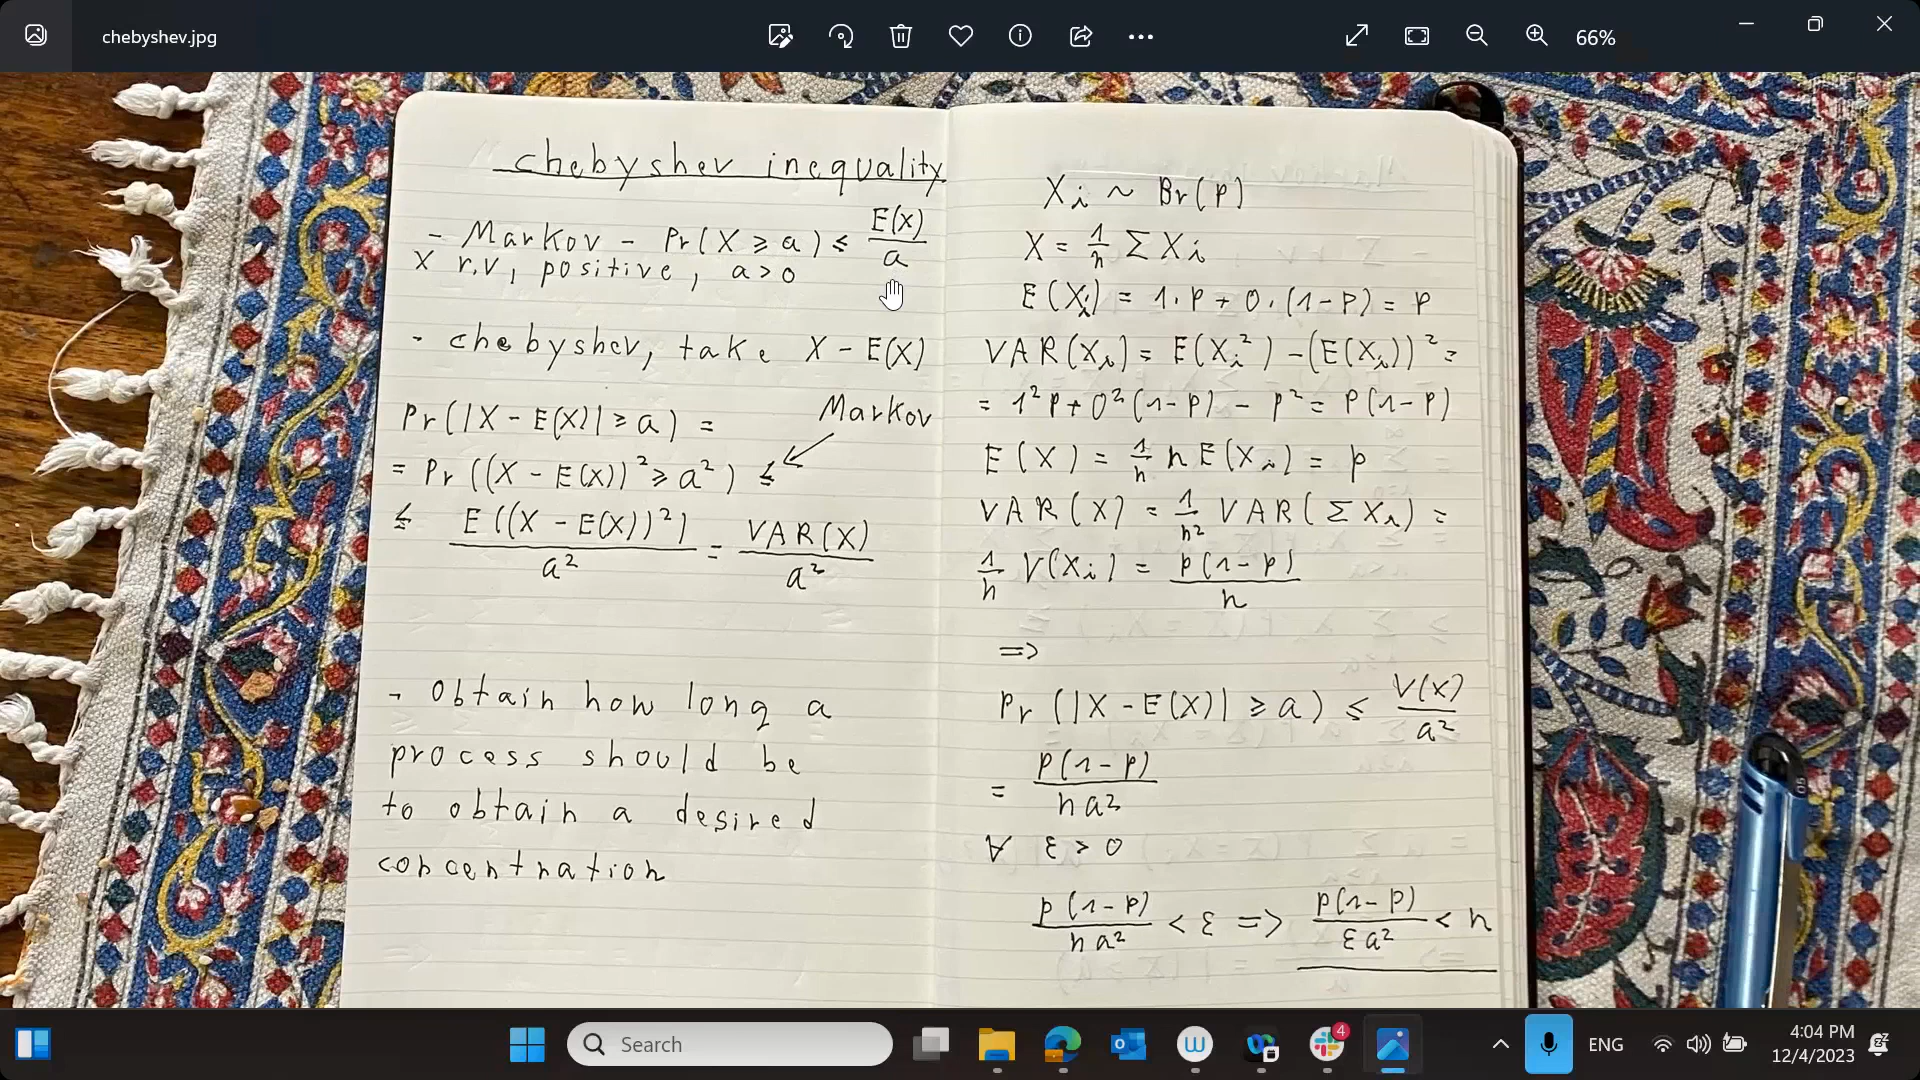 chebyshev.jpg
66%
Chebyshev inequality
- Markov - Pr(X ≥ a) ≤ E(X)/a
X r.v, positive, a>0
- chebyshev, take X - E(X)
Markov
Pr(|X - E(X)| ≥ a) =
= Pr((X - E(X))² ≥ a²) ≤
≤ E((X - E(X))²)/a² = VAR(X)/a²
- obtain how long a
process should be
to obtain a desired
concentration
Xi ~ Br(p)
X = 1/n Σ Xi
E(Xi) = 1·p + 0·(1-p) = p
VAR(Xi) = E(Xi²) - (E(Xi))² =
= 1²p + 0²(1-p) - p² = p(1-p)
E(X) = 1/n n E(Xi) = p
VAR(X) = 1/n² VAR(Σ Xi) =
1/n V(Xi) = p(1-p)/n
=>
Pr(|X - E(X)| ≥ a) ≤ V(X)/a²
= p(1-p)/na²
∀ ε > 0
p(1-p)/na² < ε => p(1-p)/εa² < n
05
Search
4
ENG
4:04 PM
12/4/2023